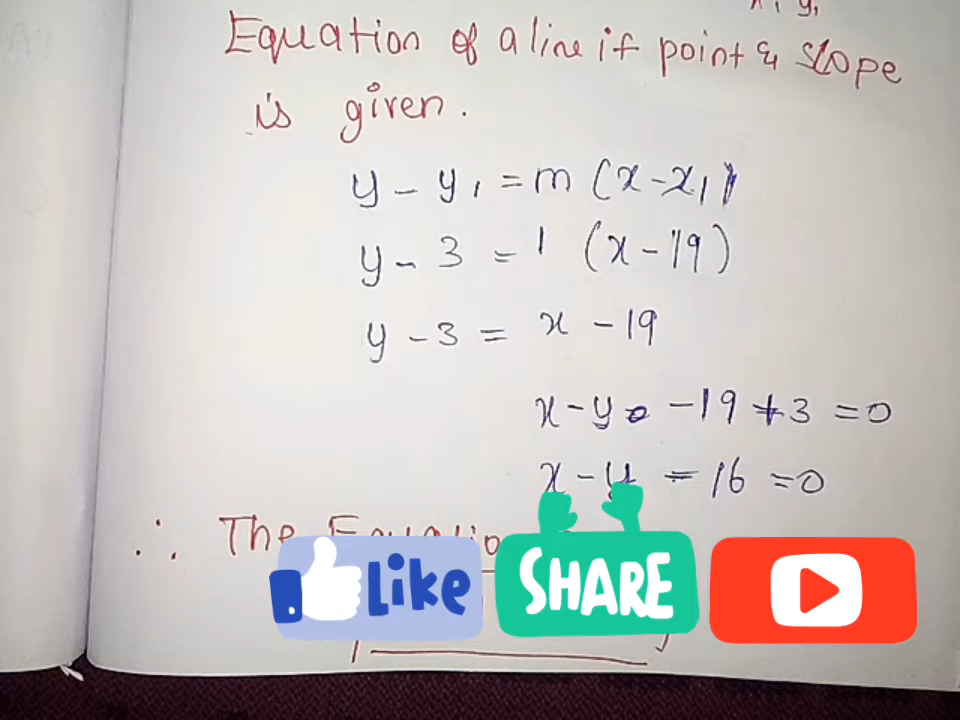 x, y,
Equation of a line if point & slope
is given.
y - y₁ = m (x - x₁)
y - 3 = 1 (x - 19)
y - 3 = x - 19
x - y - 19 + 3 = 0
x - y - 16 = 0
∴ The Equation
Like
SHARE